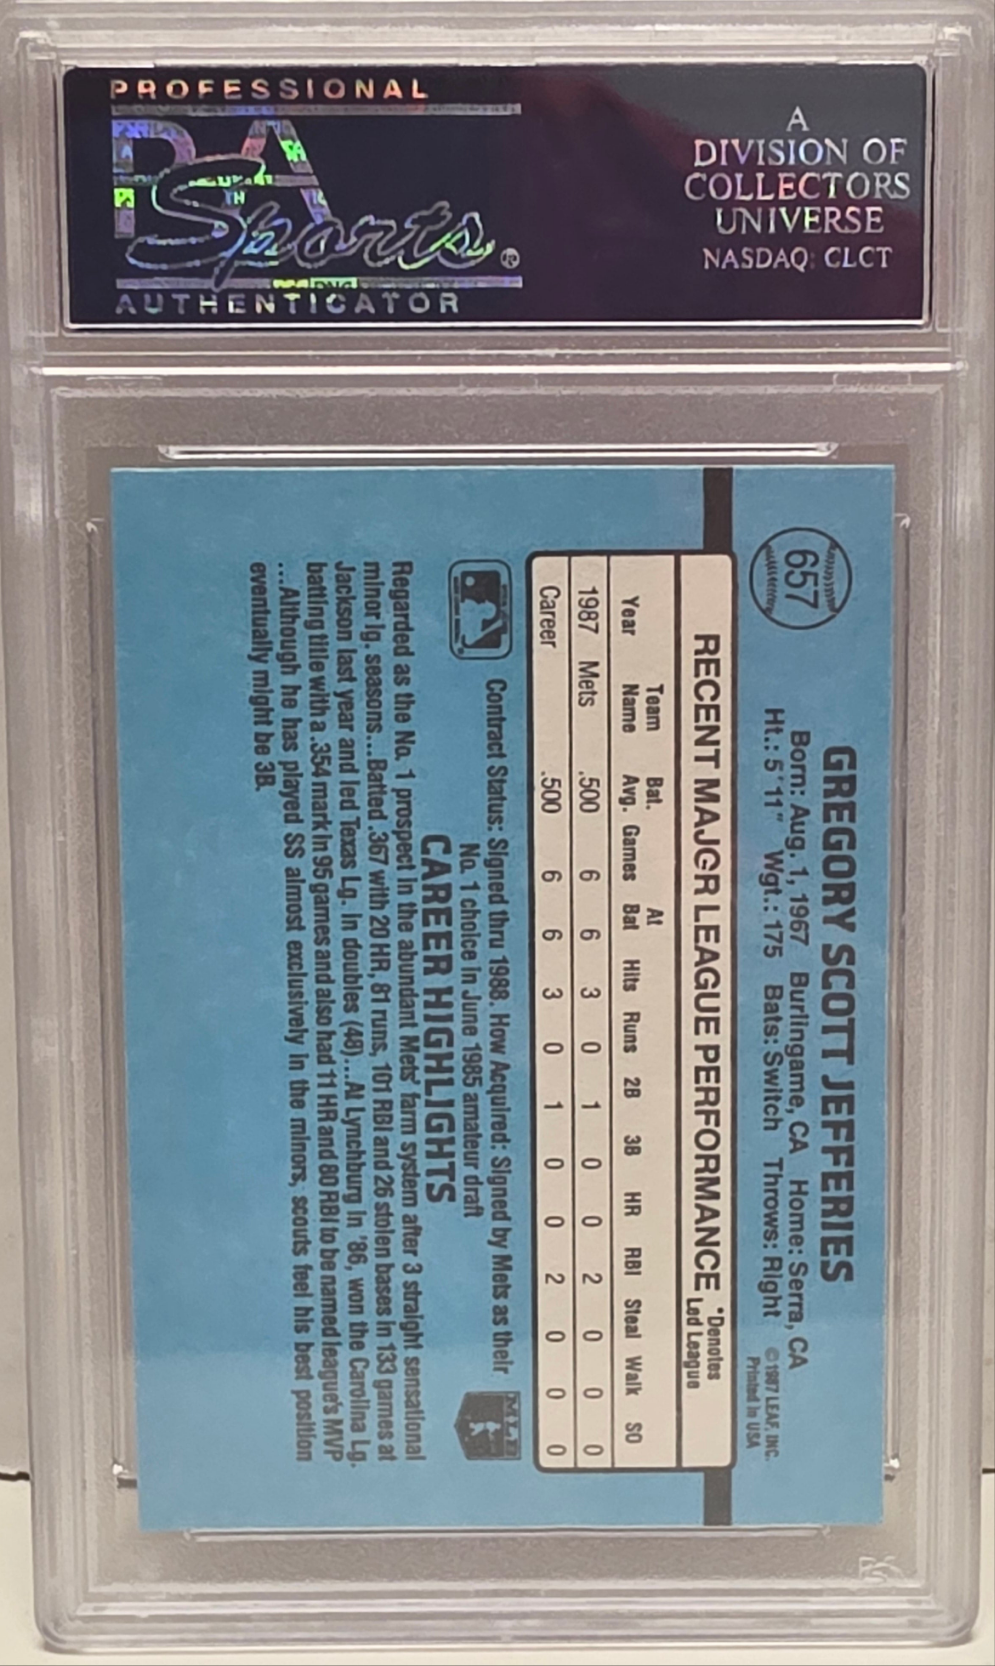 PROFESSIONAL
Sports®
AUTHENTICATOR
A
DIVISION OF
COLLECTORS
UNIVERSE
NASDAQ: CLCT
657
GREGORY SCOTT JEFFERIES
Born: Aug. 1, 1967 Burlingame, CA Home: Serra, CA
Ht.: 5'11" Wgt.: 175 Bats: Switch Throws: Right
©1987 LEAF, INC.
Printed in USA
RECENT MAJOR LEAGUE PERFORMANCE
*Denotes
Led League
Team Bat. At
Year Name Avg. Games Bat Hits Runs 2B 3B HR RBI Steal Walk SO
1987 Mets .500 6 6 3 0 1 0 0 2 0 0 0
Career .500 6 6 3 0 1 0 0 2 0 0 0
Contract Status: Signed thru 1988. How Acquired: Signed by Mets as their
No. 1 choice in June 1985 amateur draft
MLB
CAREER HIGHLIGHTS
Regarded as the No. 1 prospect in the abundant Mets' farm system after 3 straight sensational
minor lg. seasons...Batted .367 with 20 HR, 81 runs, 101 RBI and 26 stolen bases in 133 games at
Jackson last year and led Texas Lg. in doubles (48)...At Lynchburg in '86, won the Carolina Lg.
batting title with a .354 mark in 95 games and also had 11 HR and 80 RBI to be named league's MVP
...Although he has played SS almost exclusively in the minors, scouts feel his best position
eventually might be 3B.